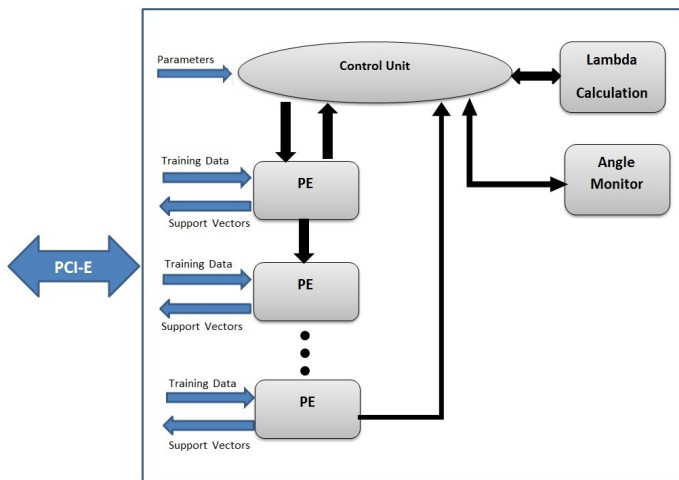 Parameters
Control Unit
Lambda
Calculation
Training Data
PE
Support Vectors
Angle
Monitor
PCI-E
Training Data
PE
Support Vectors
Training Data
PE
Support Vectors